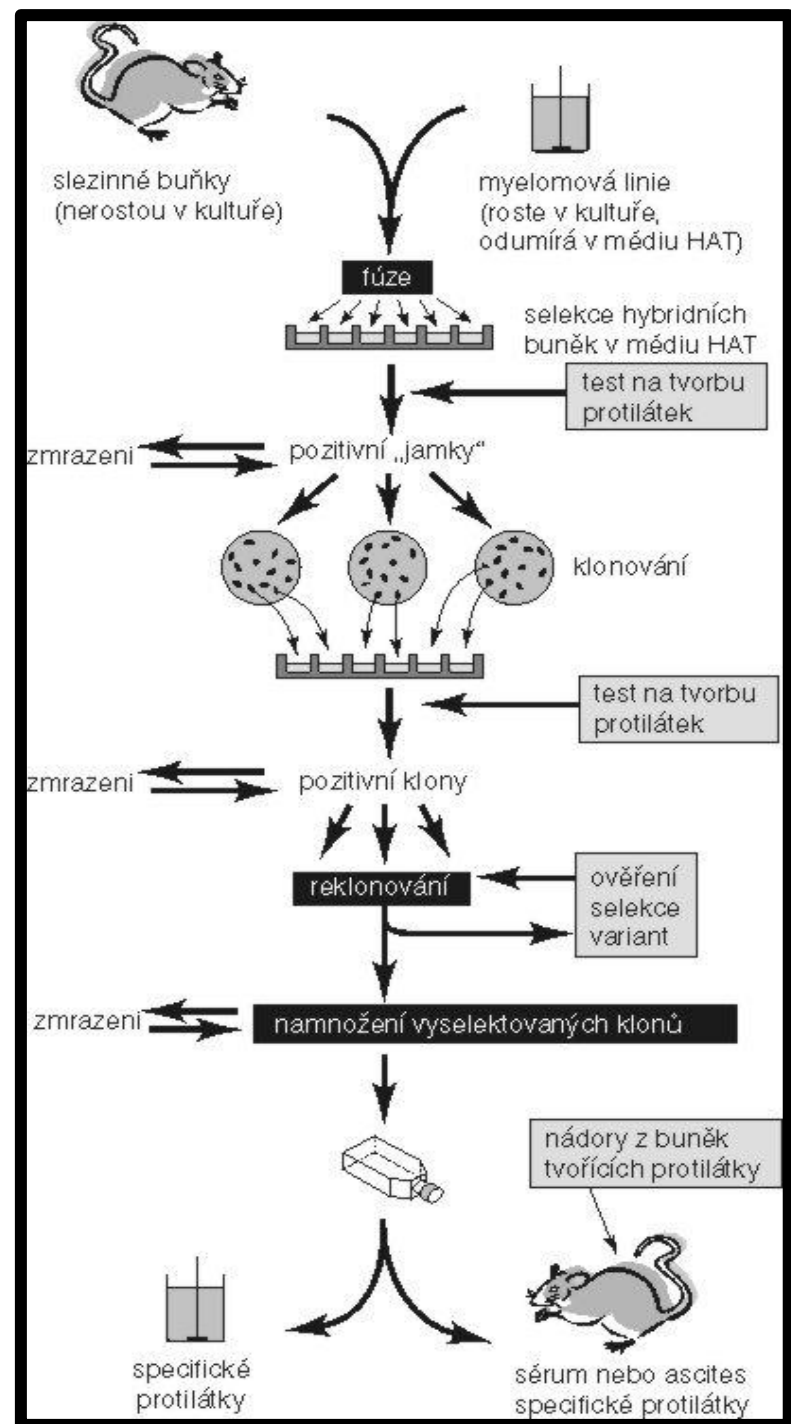 slezinné buňky
(nerostou v kultuře)
myelomová linie
(roste v kultuře,
odumírá v médiu HAT)
fúze
selekce hybridních
buněk v médiu HAT
test na tvorbu
protilátek
zmrazeni
pozitivní „jamky“
klonování
test na tvorbu
protilátek
zmrazeni
pozitivní klony
reklonování
ověření
selekce
variant
zmrazeni
namnožení vyselektovaných klonů
nádory z buněk
tvořících protilátky
specifické
protilátky
sérum nebo ascites
specifické protilátky